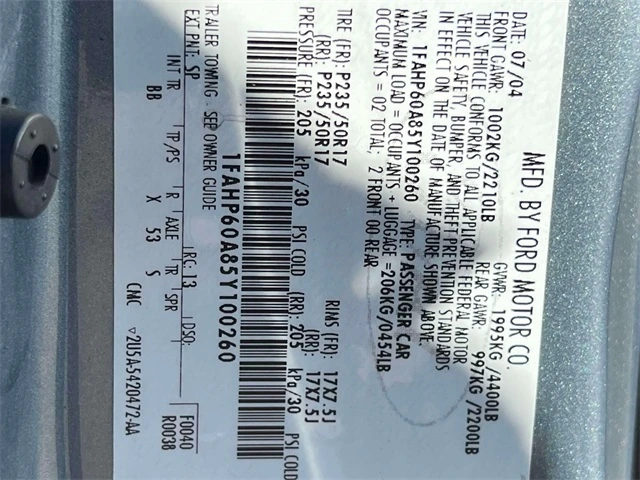 MFD. BY FORD MOTOR CO.
DATE: 07/04 GVWR: 1995KG/4400LB
FRONT GAWR: 1002KG/2210LB REAR GAWR: 997KG/2200LB
THIS VEHICLE CONFORMS TO ALL APPLICABLE FEDERAL MOTOR
VEHICLE SAFETY, BUMPER, AND THEFT PREVENTION STANDARDS
IN EFFECT ON THE DATE OF MANUFACTURE SHOWN ABOVE.
VIN: 1FAHP60A85Y100260 TYPE: PASSENGER CAR
MAXIMUM LOAD = OCCUPANTS + LUGGAGE = 206KG/0454LB
OCCUPANTS = 02 TOTAL; 2 FRONT 00 REAR
TIRE (FR): P235/50R17 RIMS (FR): 17X7.5J
(RR): P235/50R17 (RR): 17X7.5J
PRESSURE (FR): 205 kPa/30 PSI COLD (RR): 205 kPa/30 PSI COLD
1FAHP60A85Y100260
TRAILER TOWING - SEE OWNER GUIDE
EXT PNT: SP RC: 13 DSO: F0040
INT TR TP/PS R AXLE TR SPR R0038
BB X 53 S
CMC ▽2U5A5420472-AA